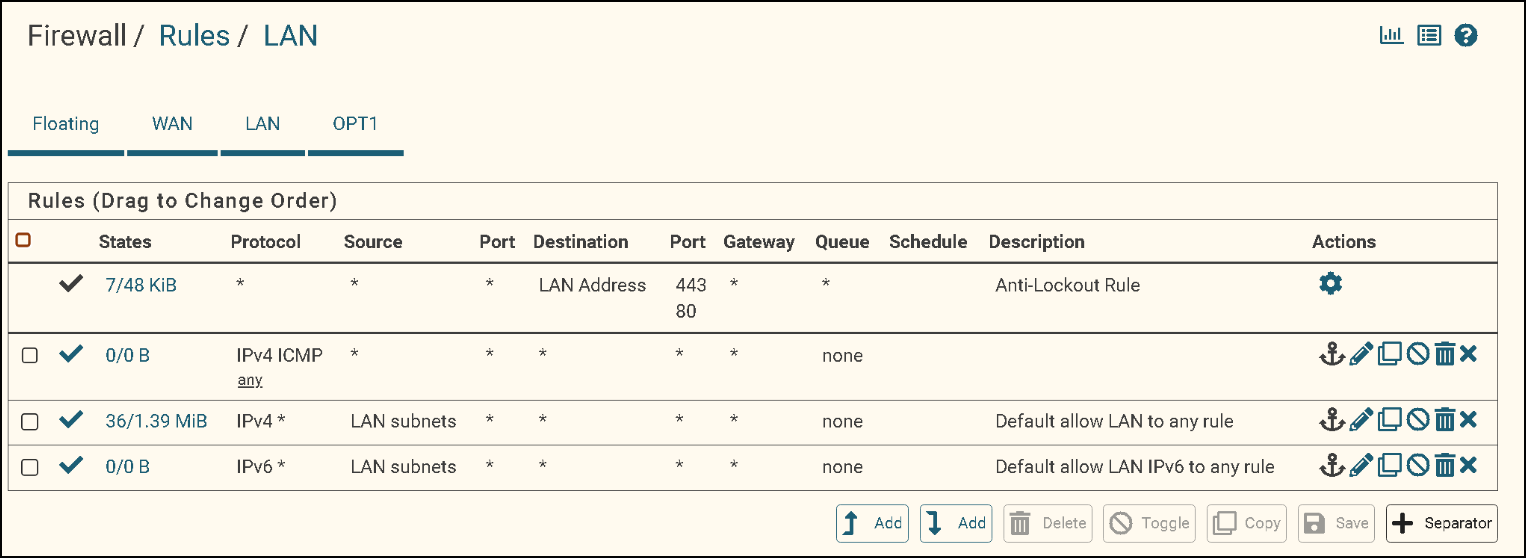 Firewall / Rules / LAN
Floating WAN LAN OPT1
Rules (Drag to Change Order)
States Protocol Source Port Destination Port Gateway Queue Schedule Description Actions
7/48 KiB * * * LAN Address 443 * * Anti-Lockout Rule
80
0/0 B IPv4 ICMP * * * * * none
any
36/1.39 MiB IPv4 * LAN subnets * * * * none Default allow LAN to any rule
0/0 B IPv6 * LAN subnets * * * * none Default allow LAN IPv6 to any rule
Add Add Delete Toggle Copy Save Separator